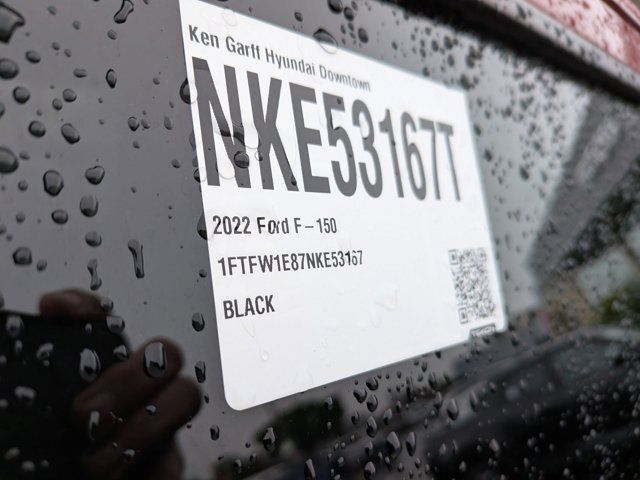 Ken Garff Hyundai Downtown
NKE53167T
2022 Ford F-150
1FTFW1E87NKE53167
BLACK